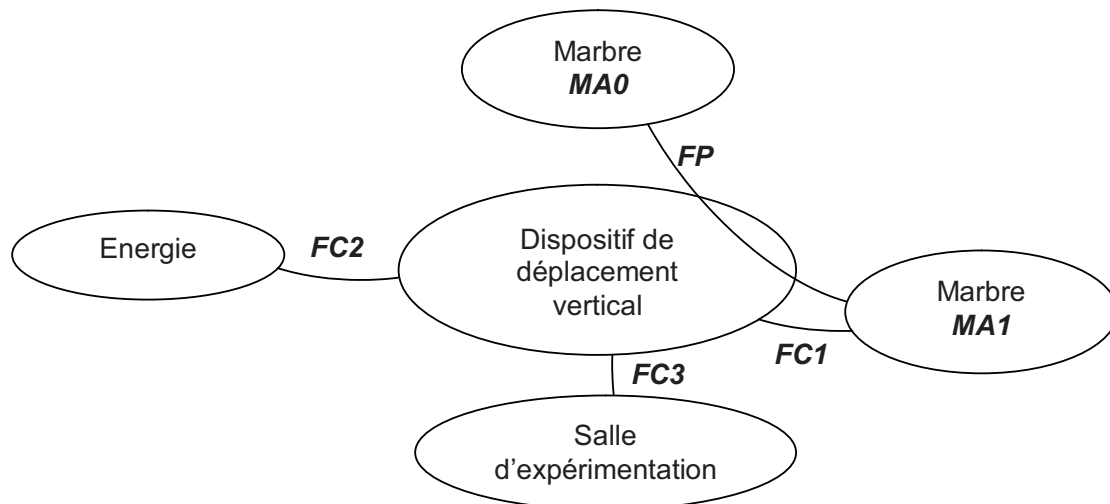 Marbre
MA0
FP
Energie
FC2
Dispositif de
déplacement
vertical
Marbre
MA1
FC1
FC3
Salle
d'expérimentation